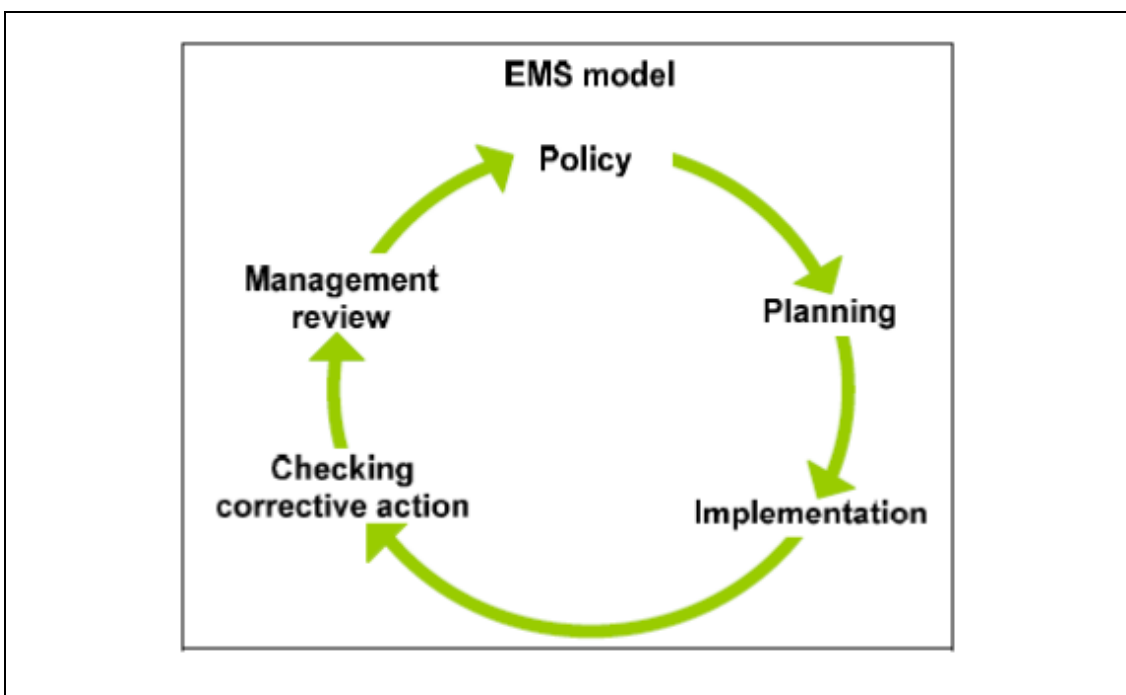 EMS model
Policy
Planning
Implementation
Checking
corrective action
Management
review